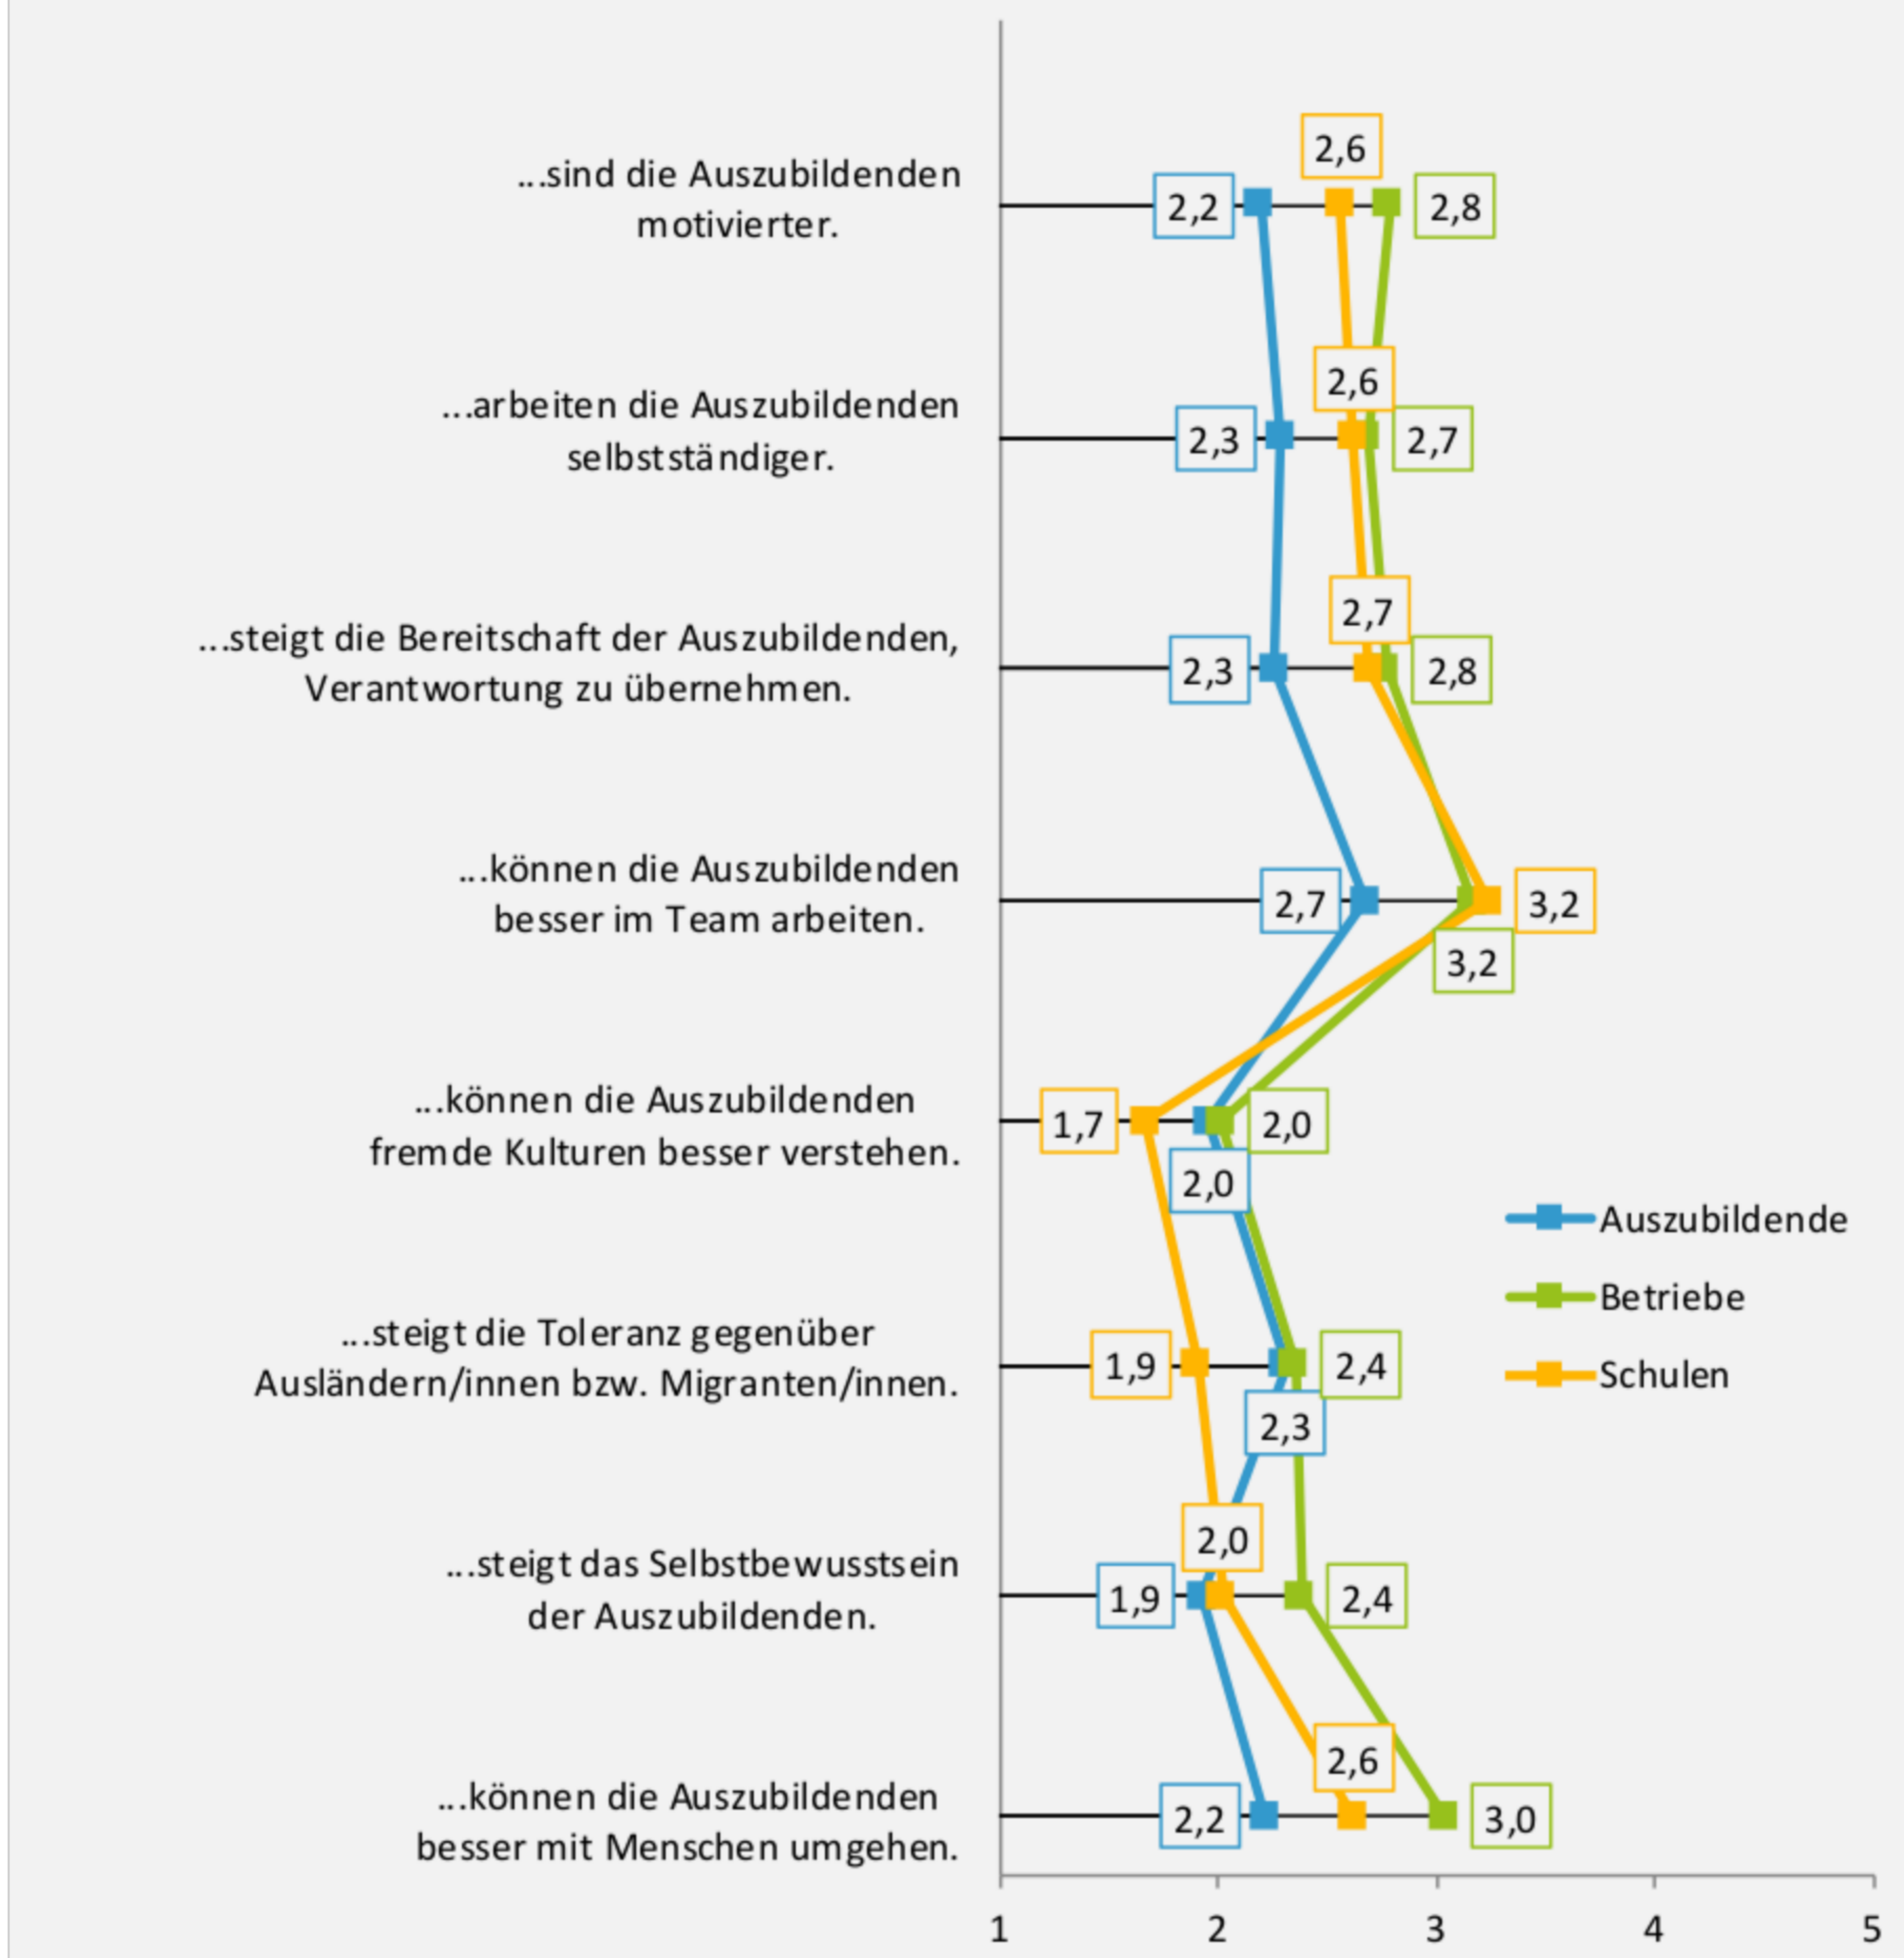 ...sind die Auszubildenden
motivierter.
2,2
2,6
2,8
...arbeiten die Auszubildenden
selbstständiger.
2,3
2,6
2,7
...steigt die Bereitschaft der Auszubildenden,
Verantwortung zu übernehmen.
2,3
2,7
2,8
...können die Auszubildenden
besser im Team arbeiten.
2,7
3,2
3,2
...können die Auszubildenden
fremde Kulturen besser verstehen.
1,7
2,0
2,0
...steigt die Toleranz gegenüber
Ausländern/innen bzw. Migranten/innen.
1,9
2,4
2,3
...steigt das Selbstbewusstsein
der Auszubildenden.
1,9
2,0
2,4
...können die Auszubildenden
besser mit Menschen umgehen.
2,2
2,6
3,0
Auszubildende
Betriebe
Schulen
1 2 3 4 5